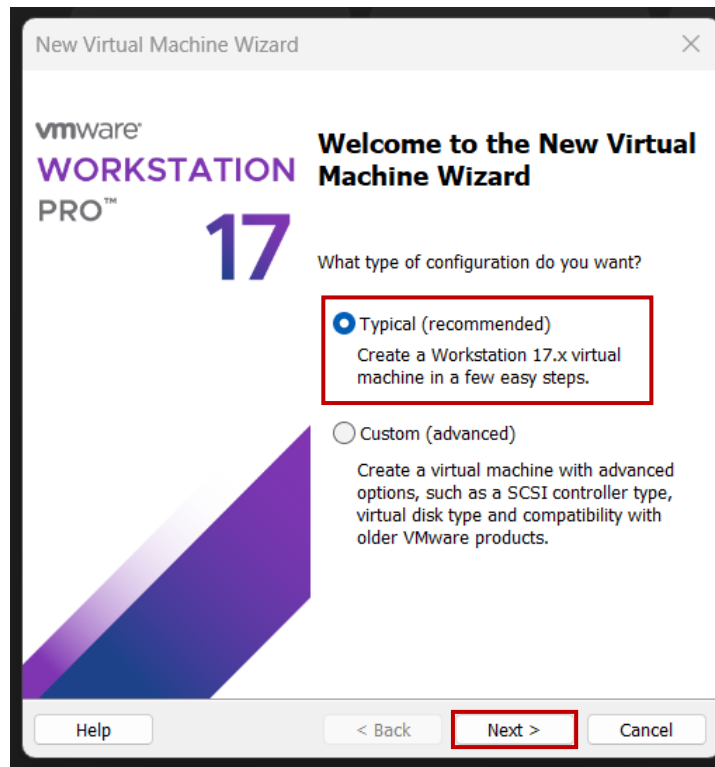 New Virtual Machine Wizard
vmware®
WORKSTATION
PRO™
17
Welcome to the New Virtual
Machine Wizard
What type of configuration do you want?
Typical (recommended)
Create a Workstation 17.x virtual
machine in a few easy steps.
Custom (advanced)
Create a virtual machine with advanced
options, such as a SCSI controller type,
virtual disk type and compatibility with
older VMware products.
Help
< Back
Next >
Cancel